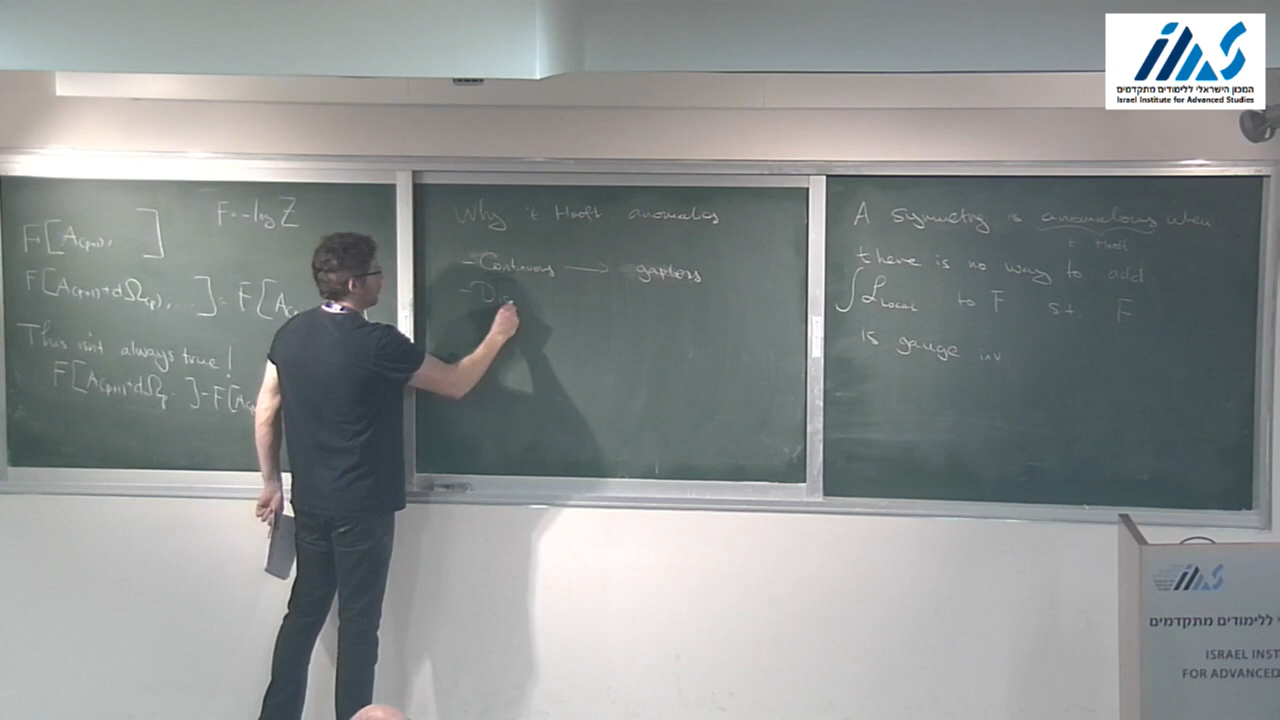 F = -log Z
F[A(p+1), ]
F[A(p+1) + dΩ(p), ...] = F[A
This isn't always true!
F[A(p+1) + dΩp . ] - F[A(p
Why 't Hooft anomalies
- Continuous → gapless
- Di
A symmetry is anomalous when
't Hooft
there is no way to add
∫ℒlocal to F s.t. F
is gauge inv
המכון הישראלי ללימודים מתקדמים
Israel Institute for Advanced Studies
ללימודים מתקדמים
ISRAEL INST
FOR ADVANCED